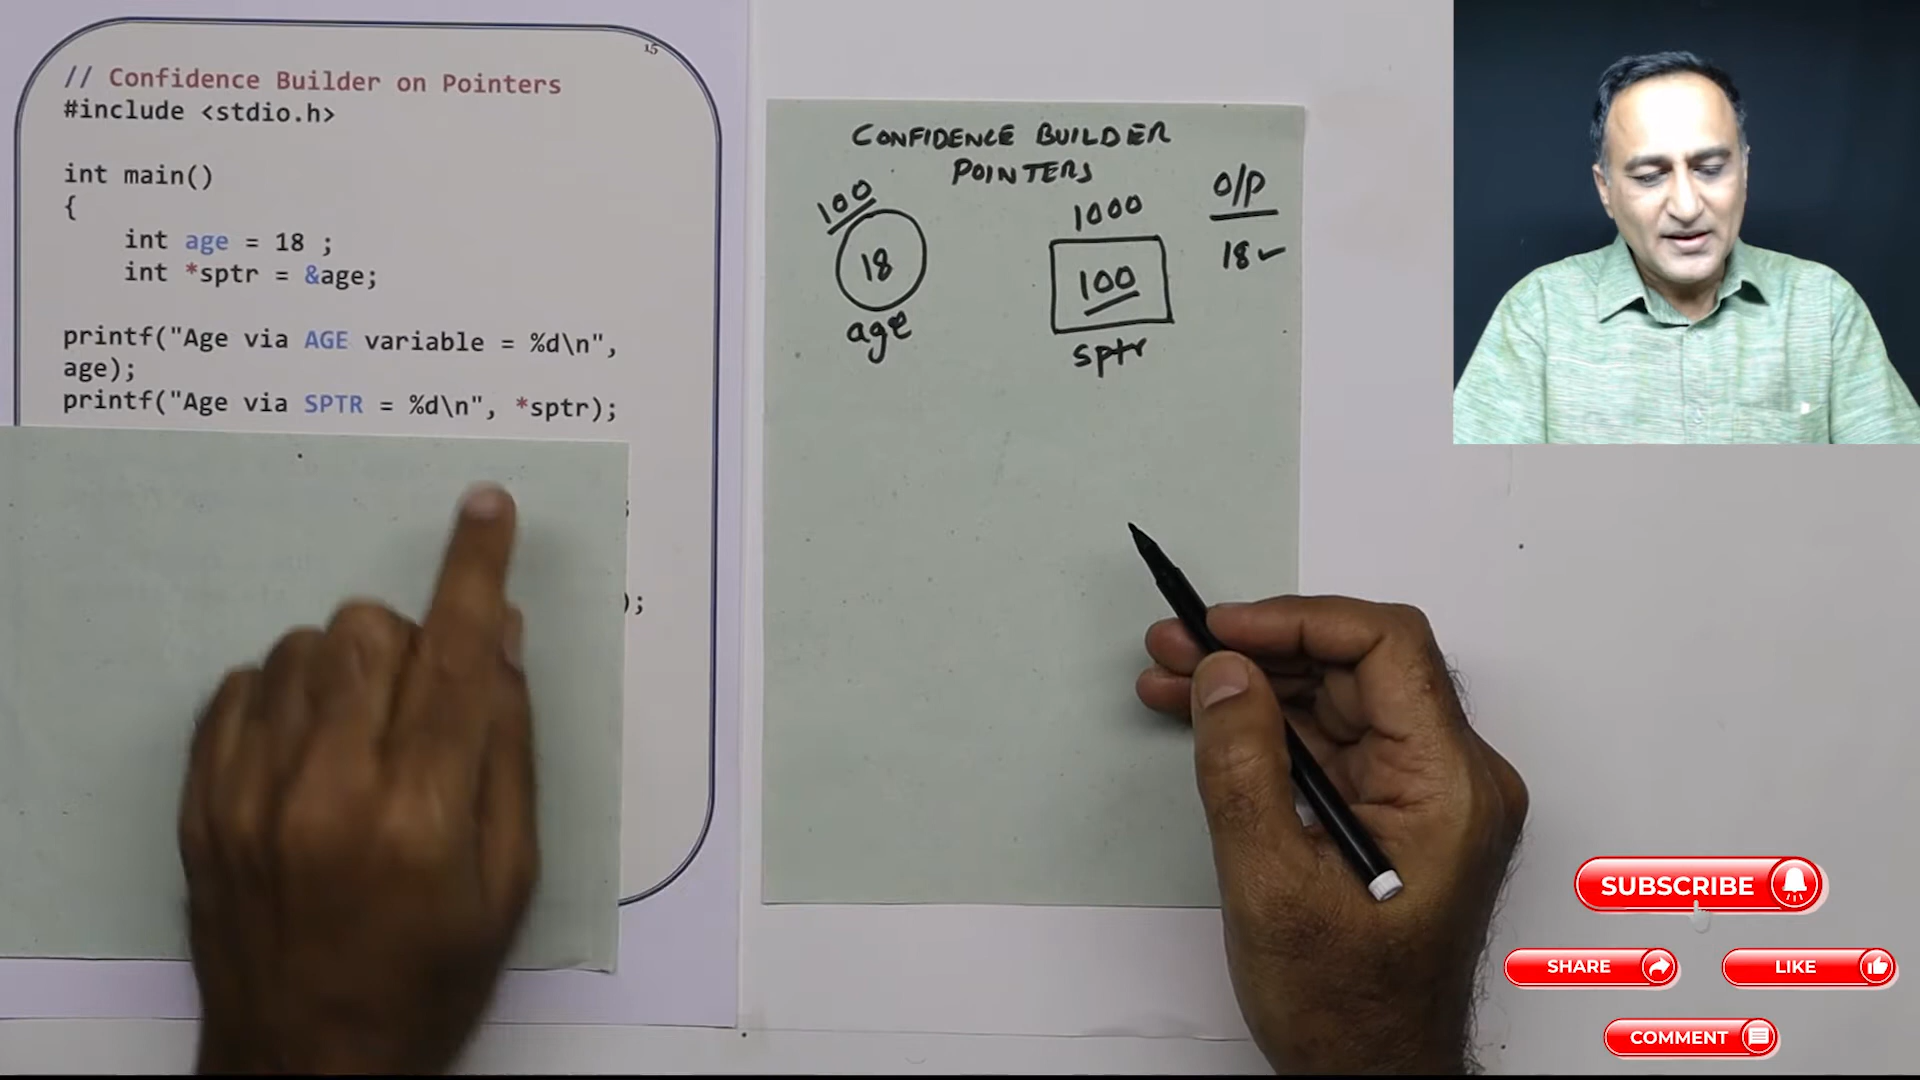 15
// Confidence Builder on Pointers
#include <stdio.h>
int main()
{
int age = 18 ;
int *sptr = &age;
printf("Age via AGE variable = %d\n",
age);
printf("Age via SPTR = %d\n", *sptr);
;
);
CONFIDENCE BUILDER
POINTERS
100
18
age
1000
100
sptr
O/P
18 ✓
SUBSCRIBE
SHARE
LIKE
COMMENT